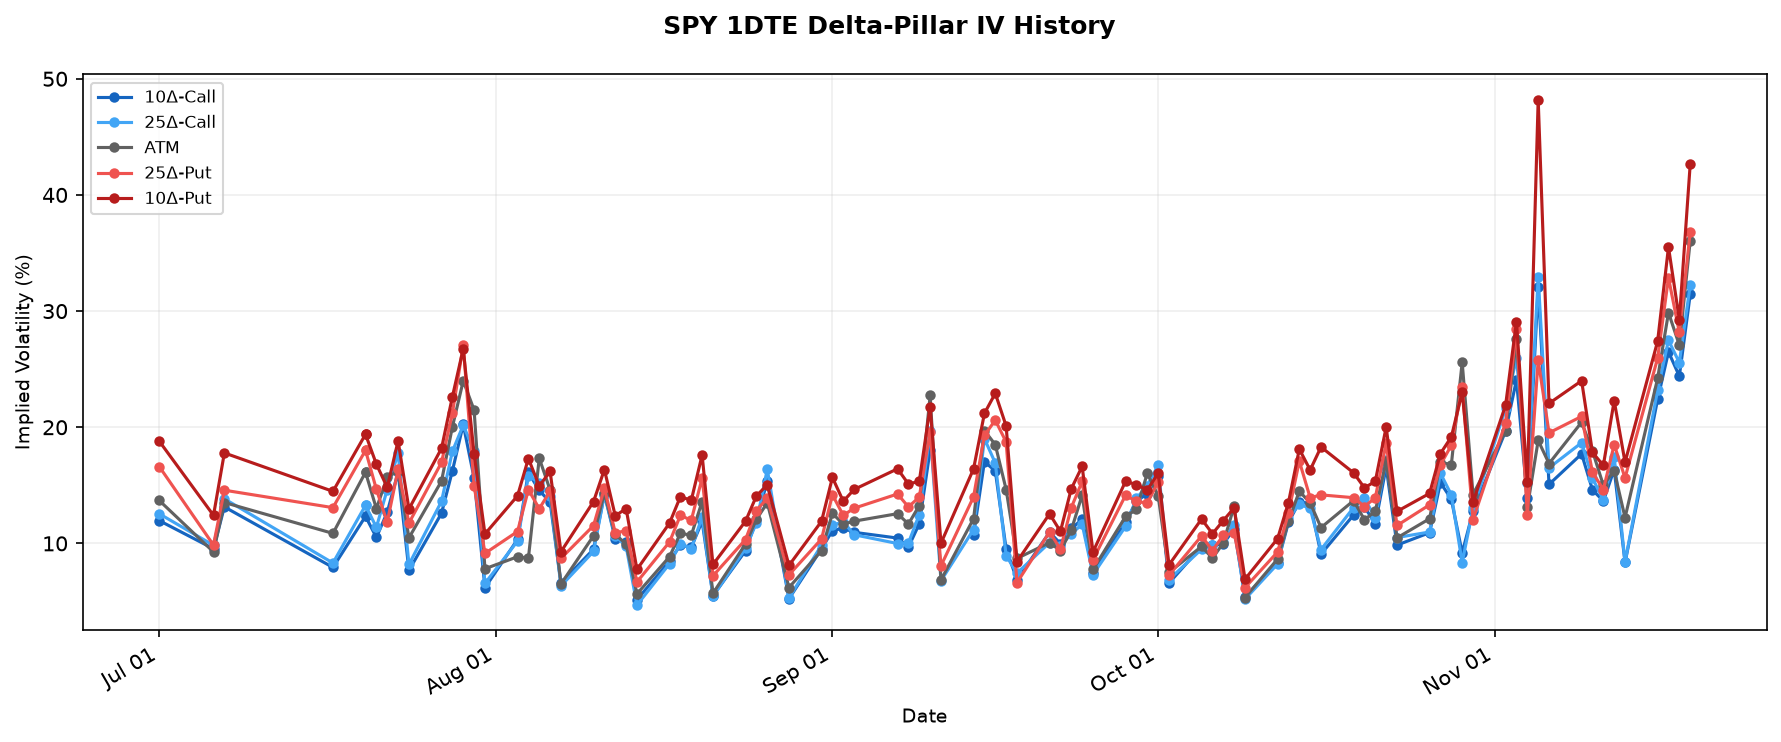 SPY 1DTE Delta-Pillar IV History
50
40
30
20
10
Implied Volatility (%)
10Δ-Call
25Δ-Call
ATM
25Δ-Put
10Δ-Put
Jul 01
Aug 01
Sep 01
Oct 01
Nov 01
Date